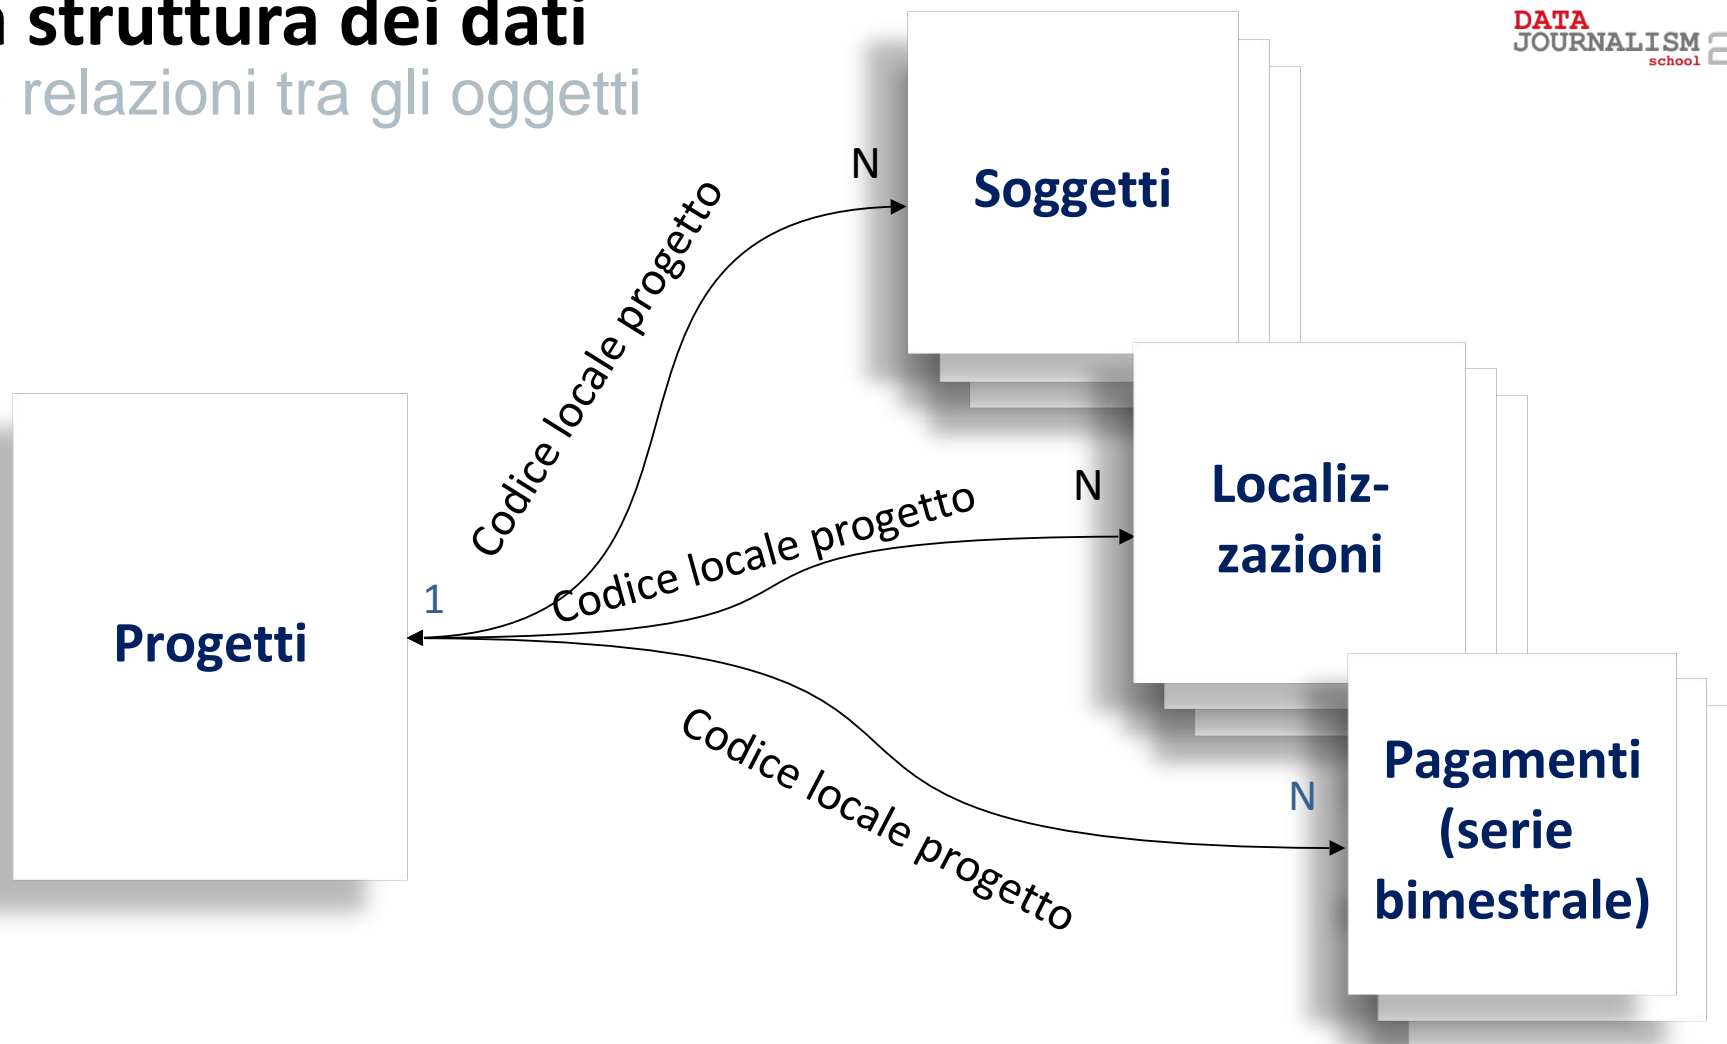 struttura dei dati
relazioni tra gli oggetti
DATA
JOURNALISM
school
N
Soggetti
Codice locale progetto
N
Localiz-
zazioni
Codice locale progetto
1
Progetti
Codice locale progetto
N
Pagamenti
(serie
bimestrale)